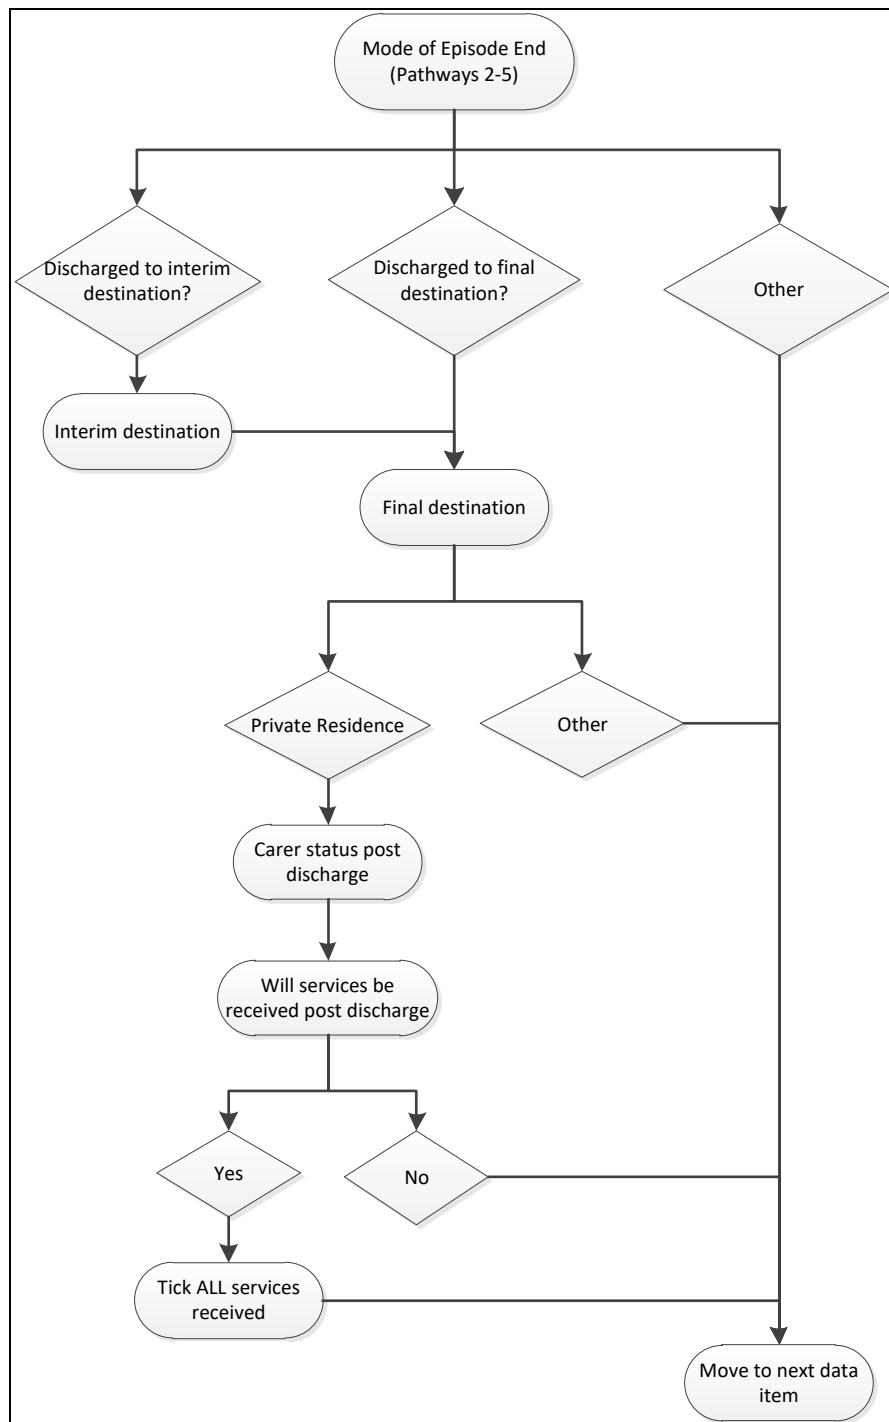 Mode of Episode End
(Pathways 2-5)
Discharged to interim
destination?
Discharged to final
destination?
Other
Interim destination
Final destination
Private Residence
Other
Carer status post
discharge
Will services be
received post discharge
Yes
No
Tick ALL services
received
Move to next data
item